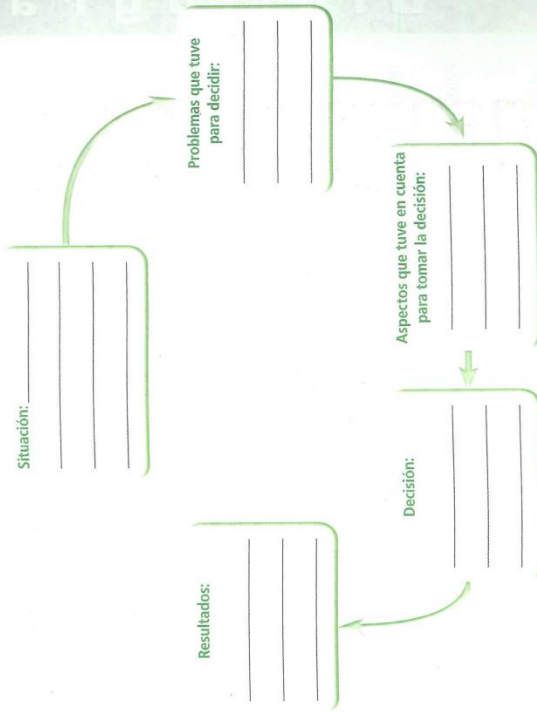 Situación:
Problemas que tuve
para decidir:
Aspectos que tuve en cuenta
para tomar la decisión:
Decisión:
Resultados: